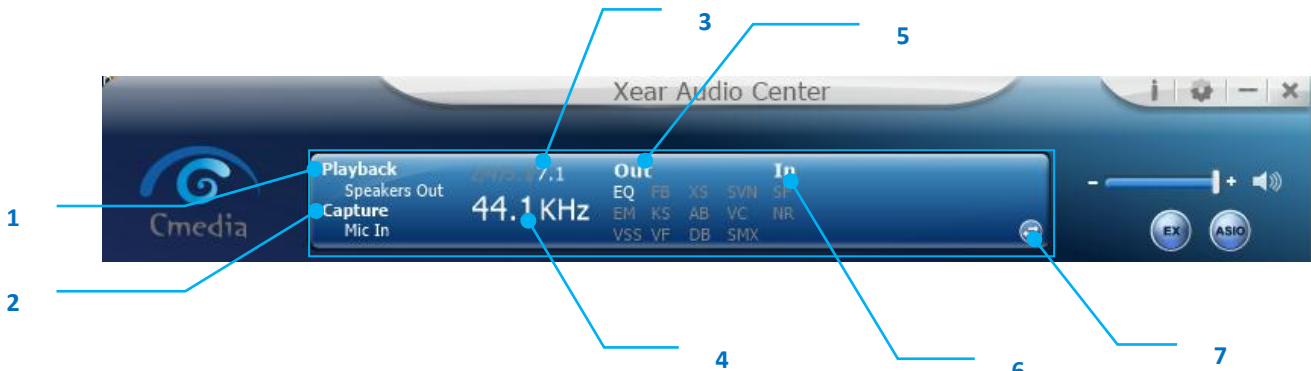 3
5
Xear Audio Center
i
Playback
Speakers Out
Capture
Mic In
7.1
44.1 KHz
Out
EQ FB XS SVN
EM KS AB VC
VSS VF DB SMX
In
NR
- +
EX ASIO
Cmedia
1
2
4
6
7